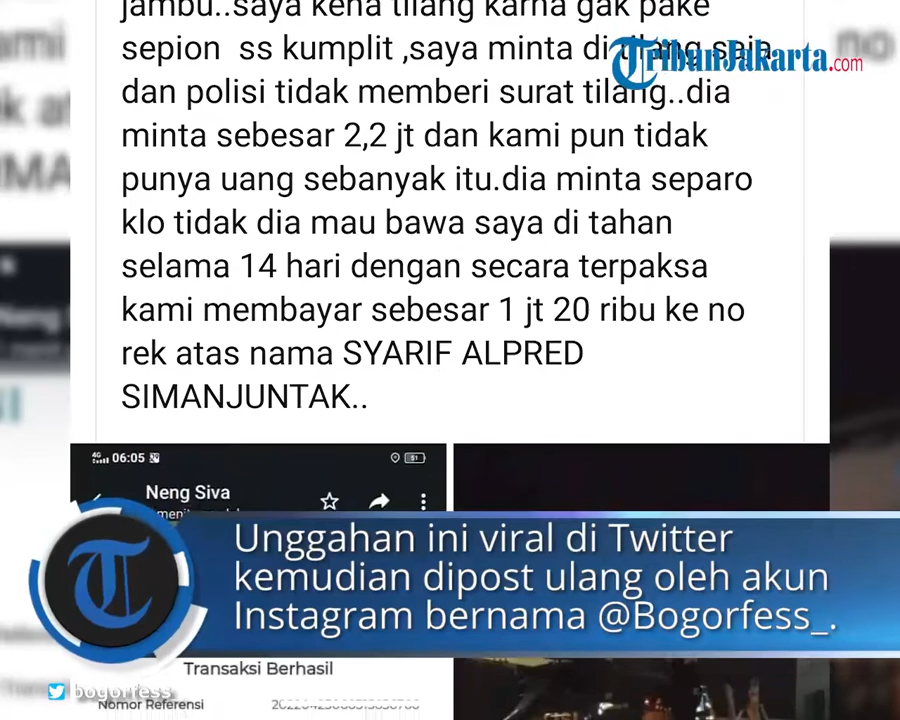 jambu..saya kena tilang karna gak pake
sepion ss kumplit ,saya minta di tilang saja
TribunJakarta.com
dan polisi tidak memberi surat tilang..dia
minta sebesar 2,2 jt dan kami pun tidak
punya uang sebanyak itu.dia minta separo
klo tidak dia mau bawa saya di tahan
selama 14 hari dengan secara terpaksa
kami membayar sebesar 1 jt 20 ribu ke no
rek atas nama SYARIF ALPRED
SIMANJUNTAK..
4G 06:05 51
Neng Siva
Unggahan ini viral di Twitter
kemudian dipost ulang oleh akun
Instagram bernama @Bogorfess_.
Transaksi Berhasil
bogorfess
Nomor Referensi